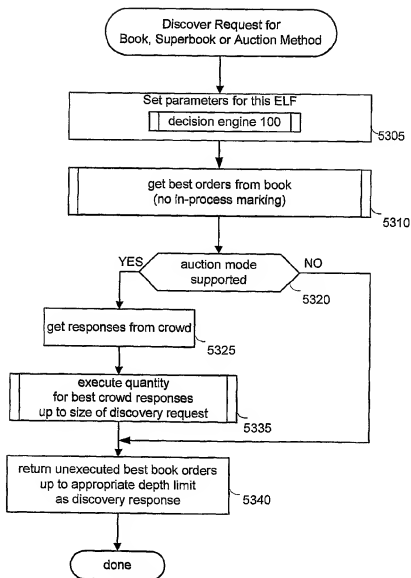 Discover Request for
Book, Superbook or Auction Method
Set parameters for this ELF
decision engine 100
5305
get best orders from book
(no in-process marking)
5310
YES
auction mode
supported
NO
5320
get responses from crowd
5325
execute quantity
for best crowd responses
up to size of discovery request
5335
return unexecuted best book orders
up to appropriate depth limit
as discovery response
5340
done